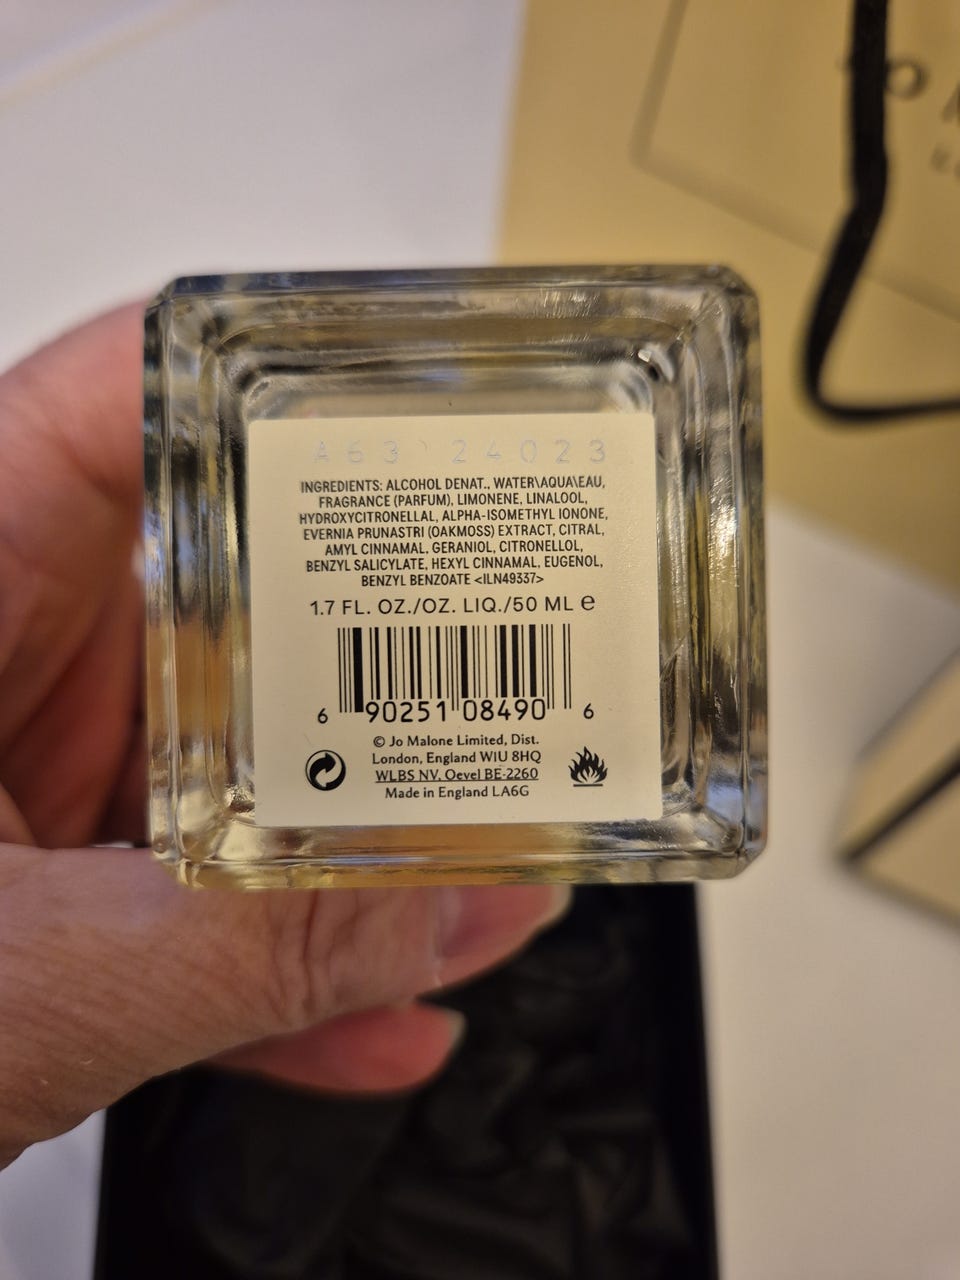 A63 24023
INGREDIENTS: ALCOHOL DENAT., WATER\AQUA\EAU,
FRAGRANCE (PARFUM), LIMONENE, LINALOOL,
HYDROXYCITRONELLAL, ALPHA-ISOMETHYL IONONE,
EVERNIA PRUNASTRI (OAKMOSS) EXTRACT, CITRAL,
AMYL CINNAMAL, GERANIOL, CITRONELLOL,
BENZYL SALICYLATE, HEXYL CINNAMAL, EUGENOL,
BENZYL BENZOATE <ILN49337>
1.7 FL. OZ./OZ. LIQ./50 ML e
6 90251 08490 6
© Jo Malone Limited, Dist.
London, England W1U 8HQ
WLBS NV. Oevel BE-2260
Made in England LA6G